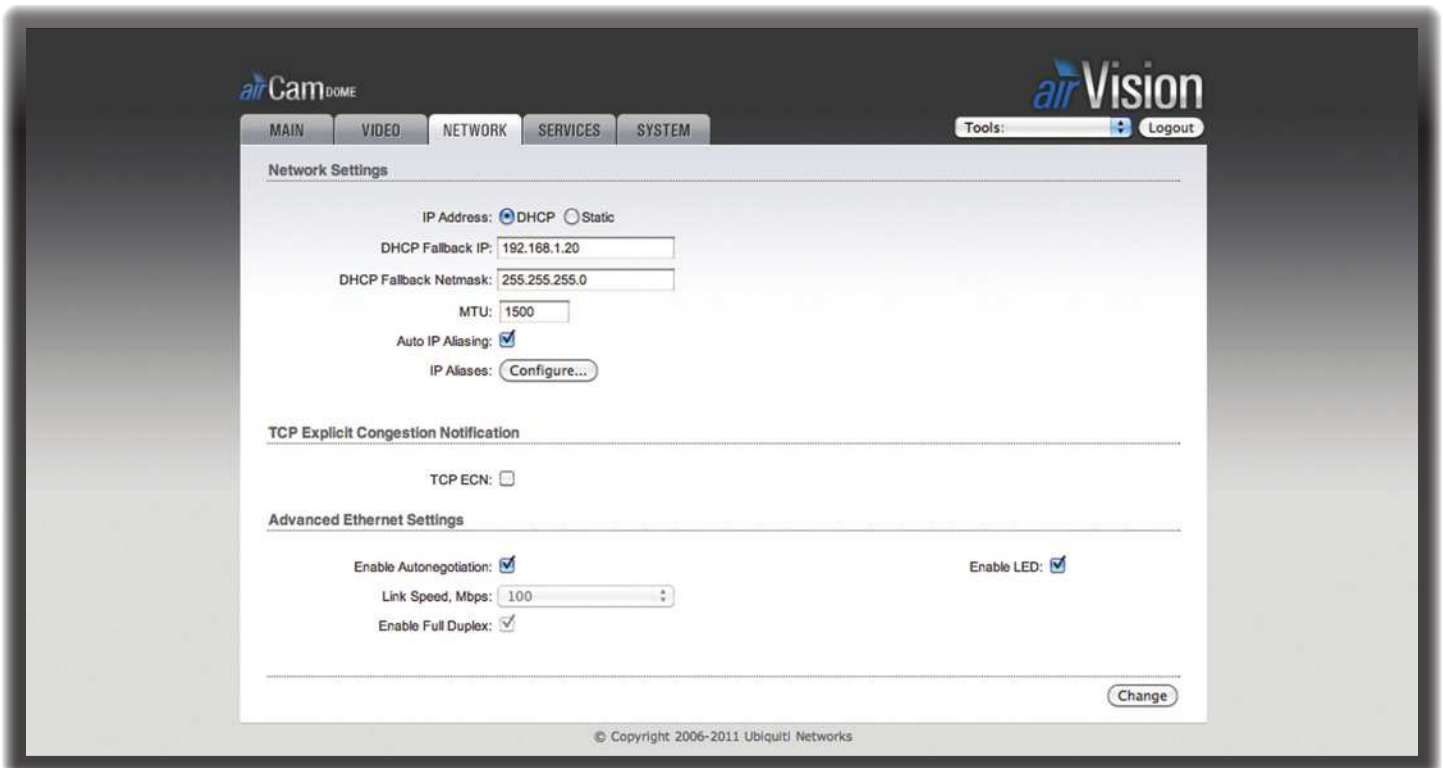 airCam DOME
airVision
MAIN VIDEO NETWORK SERVICES SYSTEM
Tools: Logout
Network Settings
IP Address: DHCP Static
DHCP Fallback IP: 192.168.1.20
DHCP Fallback Netmask: 255.255.255.0
MTU: 1500
Auto IP Aliasing:
IP Aliases: Configure...
TCP Explicit Congestion Notification
TCP ECN:
Advanced Ethernet Settings
Enable Autonegotiation: Enable LED:
Link Speed, Mbps: 100
Enable Full Duplex:
Change
© Copyright 2006-2011 Ubiquiti Networks